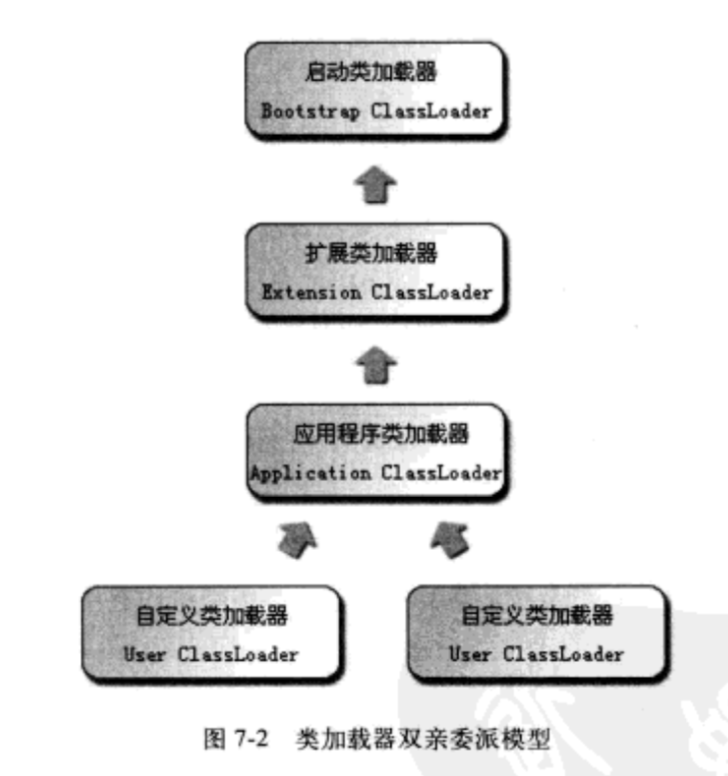 启动类加载器
Bootstrap ClassLoader
扩展类加载器
Extension ClassLoader
应用程序类加载器
Application ClassLoader
自定义类加载器
User ClassLoader
自定义类加载器
User ClassLoader
图 7-2 类加载器双亲委派模型